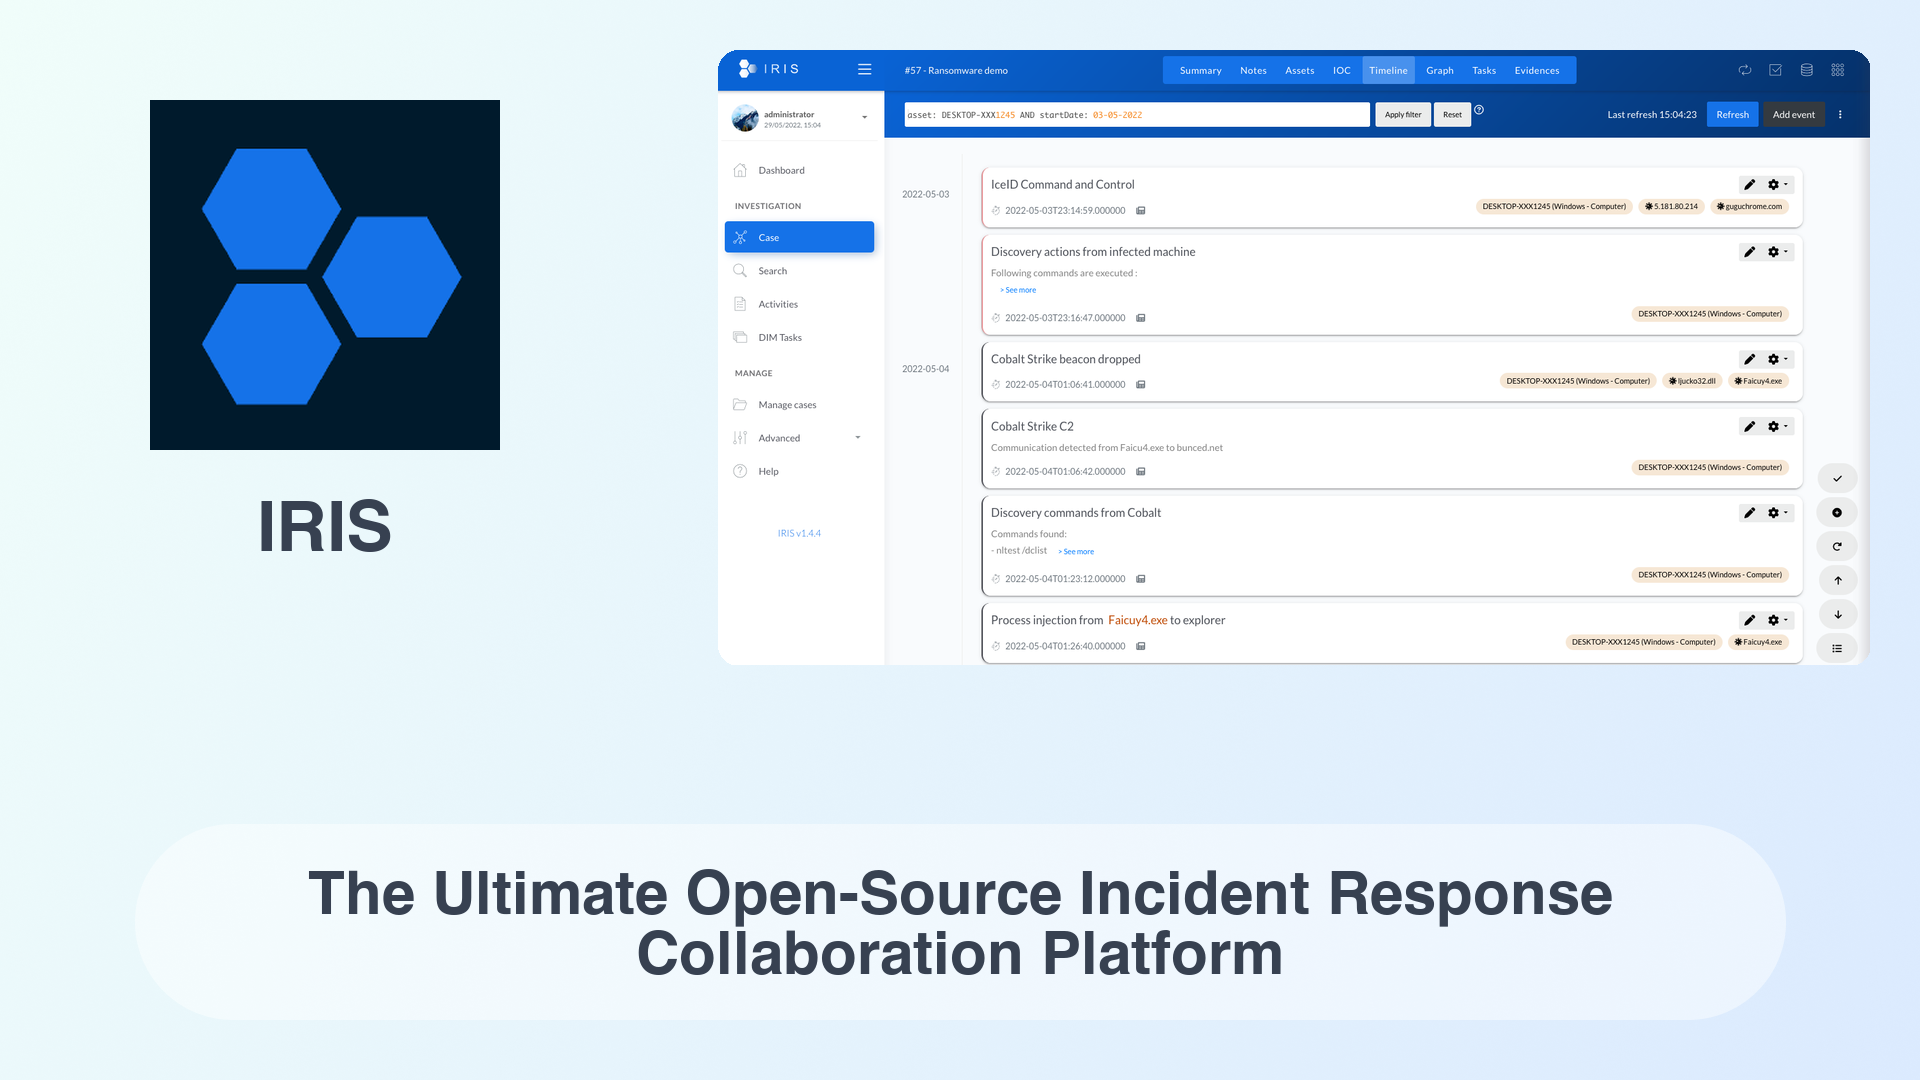 IRIS
#57 - Ransomware demo
Summary Notes Assets IOC Timeline Graph Tasks Evidences
administrator
29/05/2022, 15:04
asset: DESKTOP-XXX1245 AND startDate: 03-05-2022
Apply filter Reset
Last refresh 15:04:23 Refresh Add event
Dashboard
INVESTIGATION
Case
Search
Activities
DIM Tasks
MANAGE
Manage cases
Advanced
Help
IRIS v1.4.4
2022-05-03
IceID Command and Control
2022-05-03T23:14:59.000000
DESKTOP-XXX1245 (Windows - Computer) 5.181.80.214 guguchrome.com
Discovery actions from infected machine
Following commands are executed :
> See more
2022-05-03T23:16:47.000000
DESKTOP-XXX1245 (Windows - Computer)
2022-05-04
Cobalt Strike beacon dropped
2022-05-04T01:06:41.000000
DESKTOP-XXX1245 (Windows - Computer) ljucko32.dll Faicuy4.exe
Cobalt Strike C2
Communication detected from Faicu4.exe to bunced.net
2022-05-04T01:06:42.000000
DESKTOP-XXX1245 (Windows - Computer)
Discovery commands from Cobalt
Commands found:
- nltest /dclist > See more
2022-05-04T01:23:12.000000
DESKTOP-XXX1245 (Windows - Computer)
Process injection from Faicuy4.exe to explorer
2022-05-04T01:26:40.000000
DESKTOP-XXX1245 (Windows - Computer) Faicuy4.exe
IRIS
The Ultimate Open-Source Incident Response
Collaboration Platform